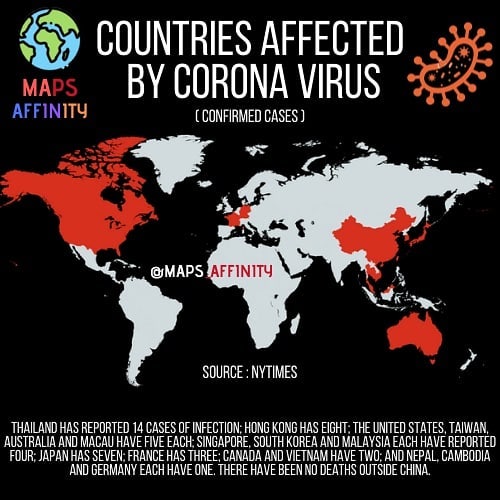 MAPS
AFFINITY
COUNTRIES AFFECTED
BY CORONA VIRUS
( CONFIRMED CASES )
@MAPS AFFINITY
SOURCE : NYTIMES
THAILAND HAS REPORTED 14 CASES OF INFECTION; HONG KONG HAS EIGHT; THE UNITED STATES, TAIWAN,
AUSTRALIA AND MACAU HAVE FIVE EACH; SINGAPORE, SOUTH KOREA AND MALAYSIA EACH HAVE REPORTED
FOUR; JAPAN HAS SEVEN; FRANCE HAS THREE; CANADA AND VIETNAM HAVE TWO; AND NEPAL, CAMBODIA
AND GERMANY EACH HAVE ONE. THERE HAVE BEEN NO DEATHS OUTSIDE CHINA.